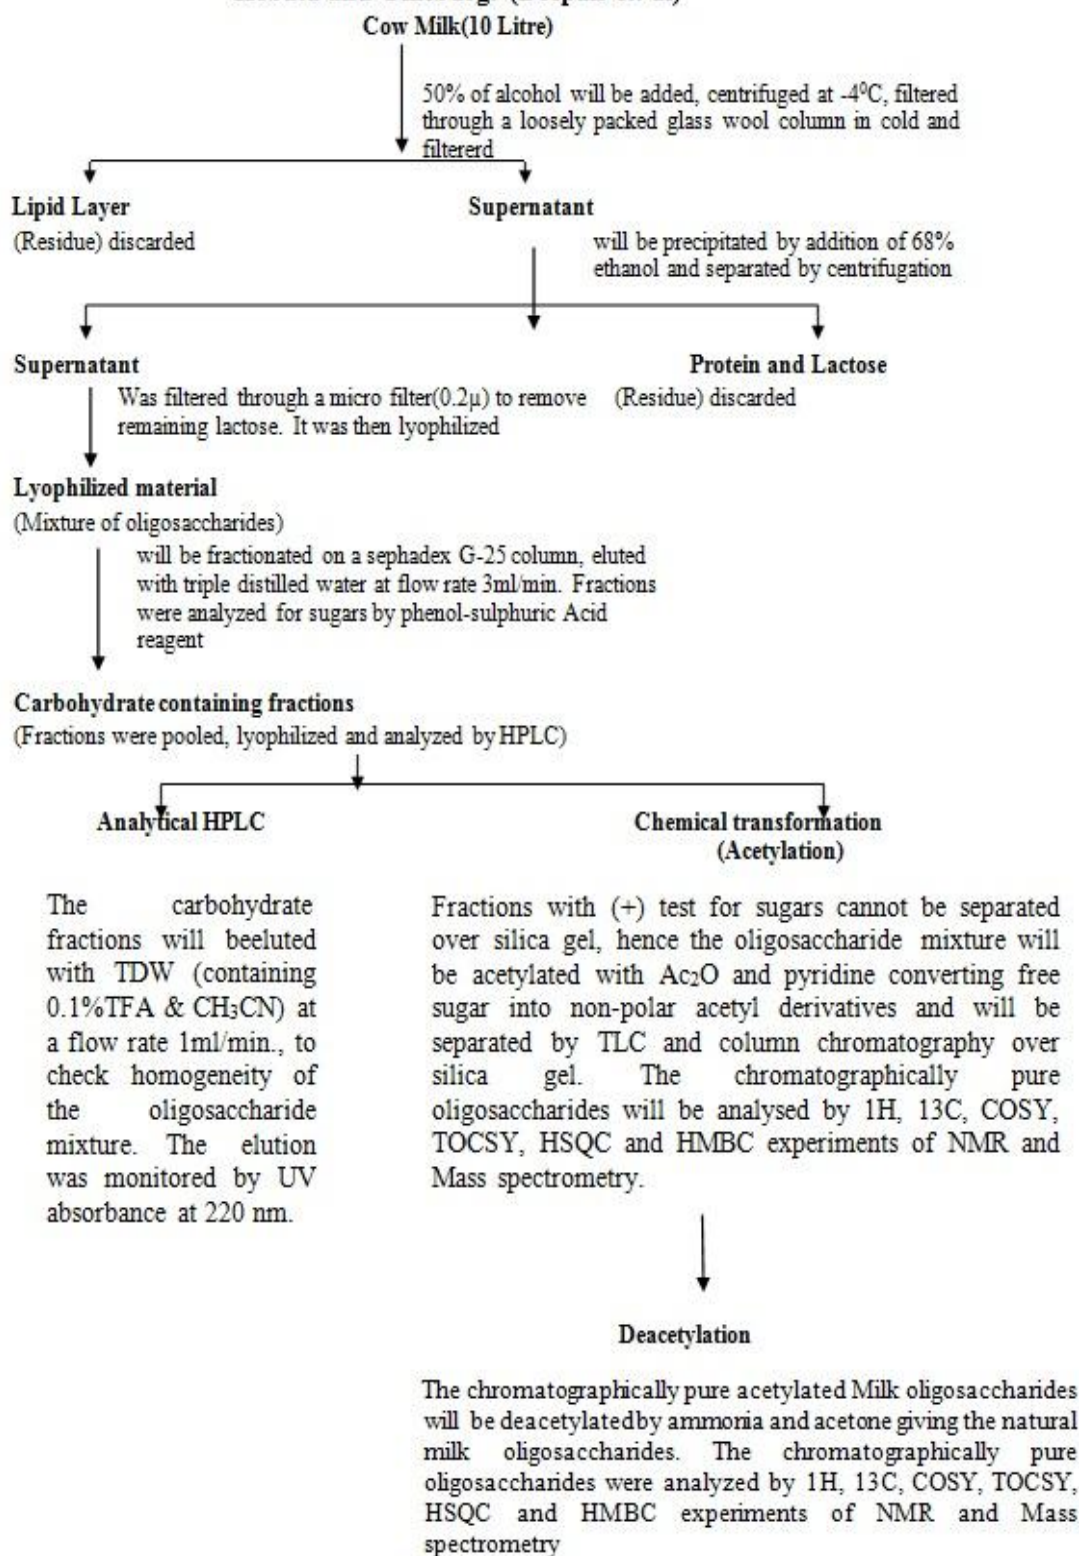 Cow Milk(10 Litre)
50% of alcohol will be added, centrifuged at -4⁰C, filtered
through a loosely packed glass wool column in cold and
filtererd
Lipid Layer
(Residue) discarded
Supernatant
will be precipitated by addition of 68%
ethanol and separated by centrifugation
Supernatant
Protein and Lactose
(Residue) discarded
Was filtered through a micro filter(0.2μ) to remove
remaining lactose. It was then lyophilized
Lyophilized material
(Mixture of oligosaccharides)
will be fractionated on a sephadex G-25 column, eluted
with triple distilled water at flow rate 3ml/min. Fractions
were analyzed for sugars by phenol-sulphuric Acid
reagent
Carbohydrate containing fractions
(Fractions were pooled, lyophilized and analyzed by HPLC)
Analytical HPLC
The carbohydrate
fractions will beeluted
with TDW (containing
0.1%TFA & CH₃CN) at
a flow rate 1ml/min., to
check homogeneity of
the oligosaccharide
mixture. The elution
was monitored by UV
absorbance at 220 nm.
Chemical transformation
(Acetylation)
Fractions with (+) test for sugars cannot be separated
over silica gel, hence the oligosaccharide mixture will
be acetylated with Ac₂O and pyridine converting free
sugar into non-polar acetyl derivatives and will be
separated by TLC and column chromatography over
silica gel. The chromatographically pure
oligosaccharides will be analysed by 1H, 13C, COSY,
TOCSY, HSQC and HMBC experiments of NMR and
Mass spectrometry.
Deacetylation
The chromatographically pure acetylated Milk oligosaccharides
will be deacetylated by ammonia and acetone giving the natural
milk oligosaccharides. The chromatographically pure
oligosaccharides were analyzed by 1H, 13C, COSY, TOCSY,
HSQC and HMBC experiments of NMR and Mass
spectrometry